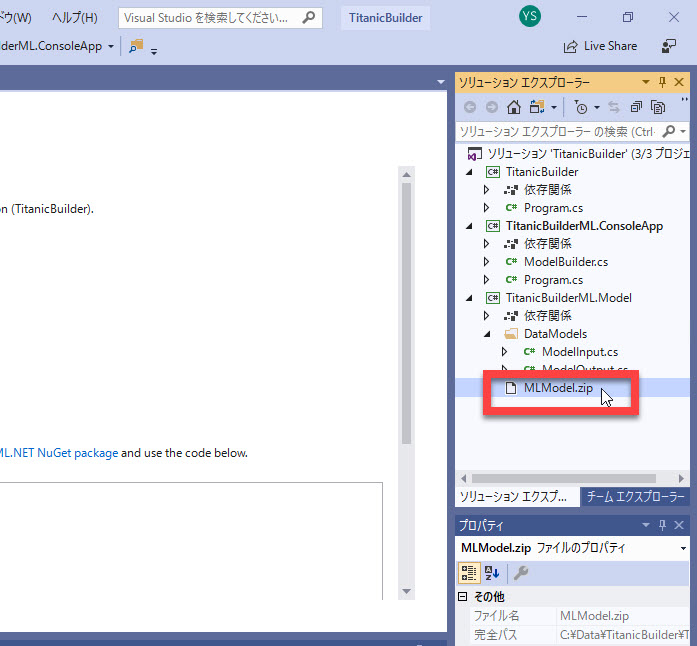 ドウ(W) ヘルプ(H) Visual Studio を検索してください... TitanicBuilder YS
derML.ConsoleApp Live Share
ソリューション エクスプローラー
ソリューション エクスプローラー の検索 (Ctrl-
ソリューション 'TitanicBuilder' (3/3 プロジェ
C# TitanicBuilder
依存関係
n (TitanicBuilder).
C# Program.cs
C# TitanicBuilderML.ConsoleApp
依存関係
C# ModelBuilder.cs
C# Program.cs
C# TitanicBuilderML.Model
依存関係
DataModels
C# ModelInput.cs
C# ModelOutput.cs
MLModel.zip
ML.NET NuGet package and use the code below.
ソリューション エクスプ... チーム エクスプローラー
プロパティ
MLModel.zip ファイルのプロパティ
その他
ファイル名 MLModel.zip
完全パス C:¥Data¥TitanicBuilder¥T